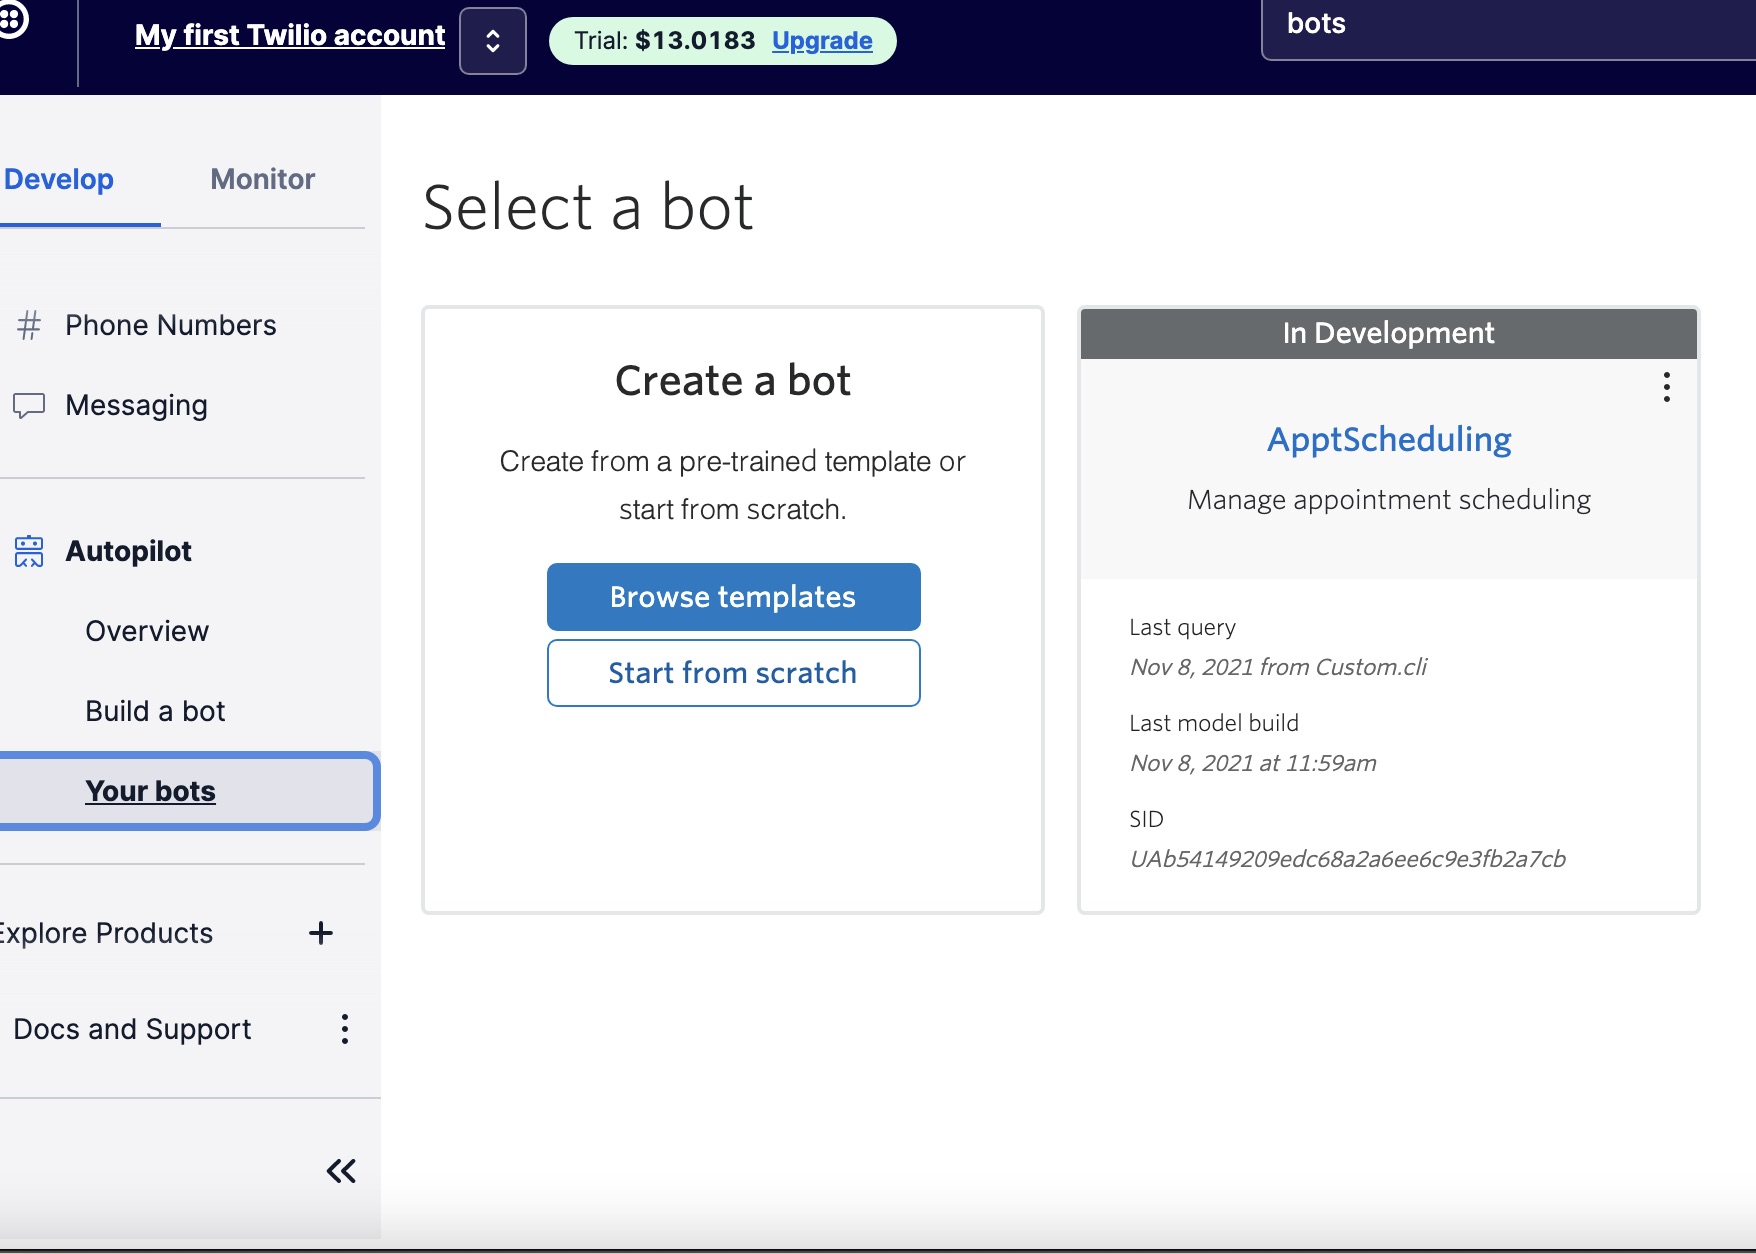 My first Twilio account
Trial: $13.0183 Upgrade
bots
Develop
Monitor
Phone Numbers
Messaging
Autopilot
Overview
Build a bot
Your bots
Explore Products
Docs and Support
Select a bot
Create a bot
Create from a pre-trained template or
start from scratch.
Browse templates
Start from scratch
In Development
ApptScheduling
Manage appointment scheduling
Last query
Nov 8, 2021 from Custom.cli
Last model build
Nov 8, 2021 at 11:59am
SID
UAb54149209edc68a2a6ee6c9e3fb2a7cb